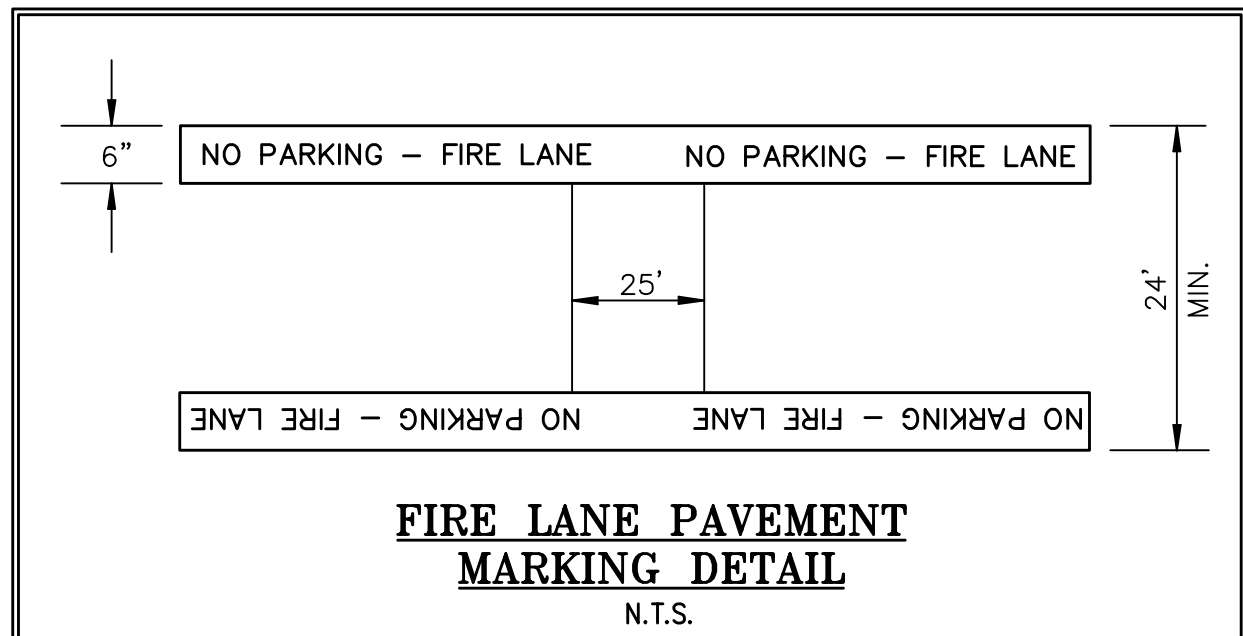 6” NO PARKING – FIRE LANE NO PARKING – FIRE LANE
25’
24’ MIN.
NO PARKING – FIRE LANE NO PARKING – FIRE LANE
FIRE LANE PAVEMENT
MARKING DETAIL
N.T.S.